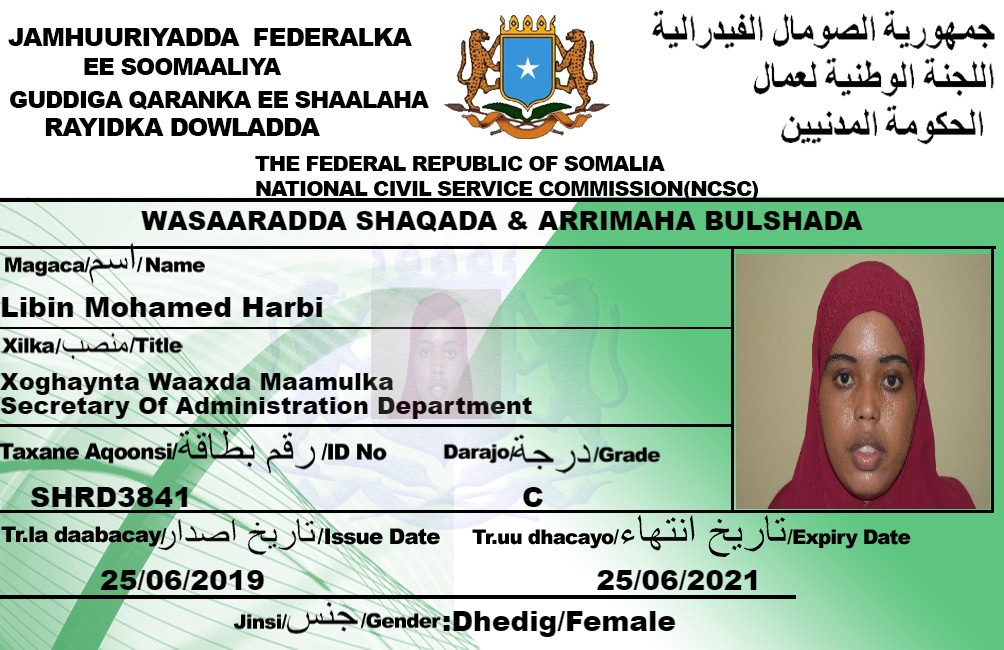 JAMHUURIYADDA FEDERALKA
EE SOOMAALIYA
GUDDIGA QARANKA EE SHAALAHA
RAYIDKA DOWLADDA
جمهورية الصومال الفيدرالية
اللجنة الوطنية لعمال
الحكومة المدنيين
THE FEDERAL REPUBLIC OF SOMALIA
NATIONAL CIVIL SERVICE COMMISSION(NCSC)
WASAARADDA SHAQADA & ARRIMAHA BULSHADA
Magaca/اسم/Name
Libin Mohamed Harbi
Xilka/منصب/Title
Xoghaynta Waaxda Maamulka
Secretary Of Administration Department
Taxane Aqoonsi/رقم بطاقة/ID No
Darajo/درجة/Grade
SHRD3841
C
Tr.la daabacay/تاريخ اصدار/Issue Date
Tr.uu dhacayo/تاريخ انتهاء/Expiry Date
25/06/2019
25/06/2021
Jinsi/جنس/Gender:Dhedig/Female